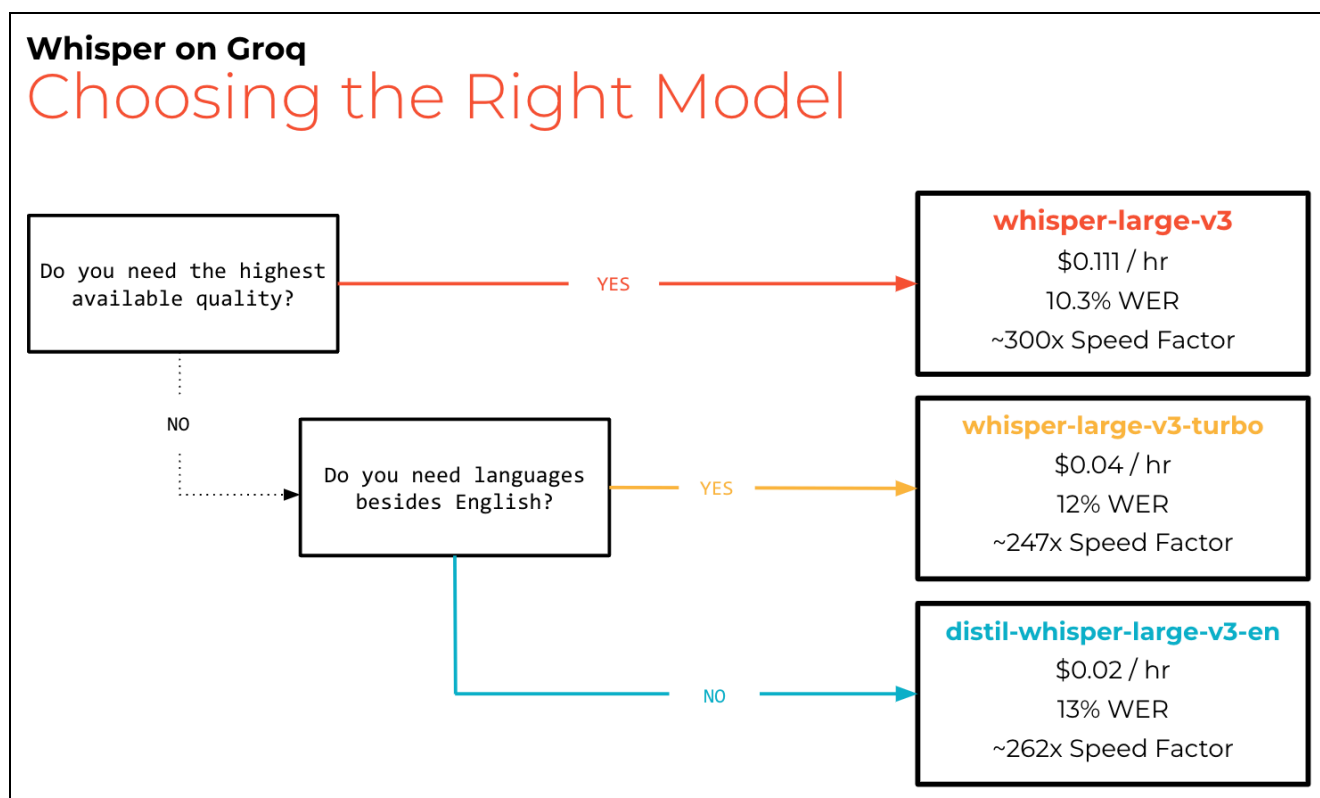 Whisper on Groq
Choosing the Right Model
Do you need the highest
available quality?
YES
whisper-large-v3
$0.111 / hr
10.3% WER
~300x Speed Factor
NO
Do you need languages
besides English?
YES
whisper-large-v3-turbo
$0.04 / hr
12% WER
~247x Speed Factor
NO
distil-whisper-large-v3-en
$0.02 / hr
13% WER
~262x Speed Factor